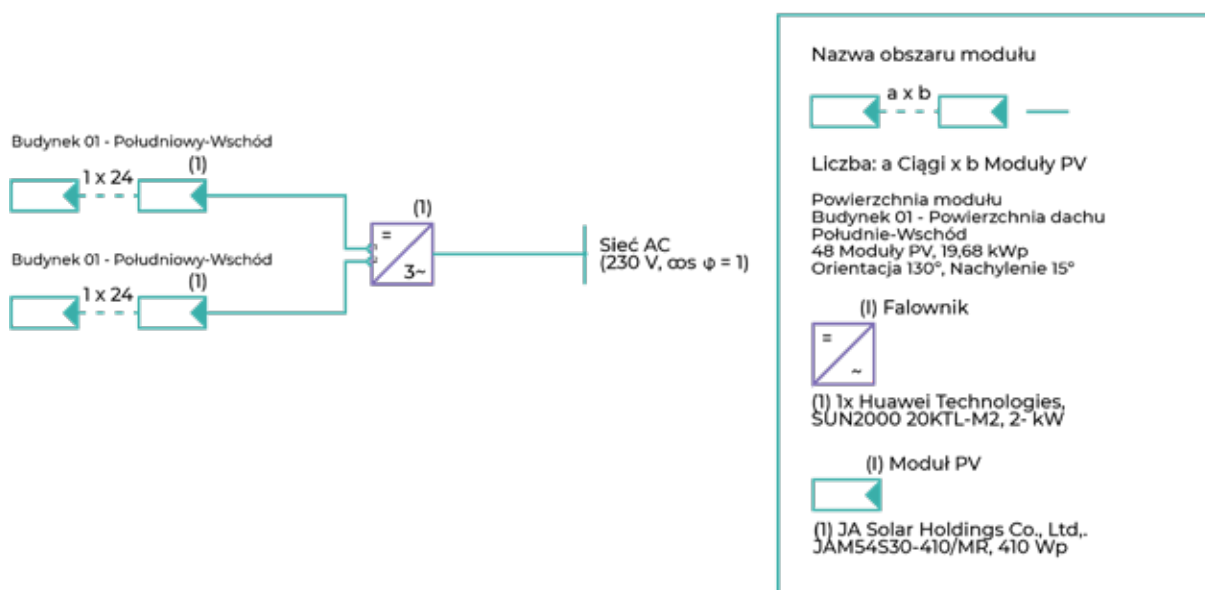 Budynek 01 - Południowy-Wschód
1 x 24
(1)
Budynek 01 - Południowy-Wschód
1 x 24
(1)
(1)
=
3~
Sieć AC
(230 V, cos φ = 1)
Nazwa obszaru modułu
a x b
Liczba: a Ciągi x b Moduły PV
Powierzchnia modułu
Budynek 01 - Powierzchnia dachu
Południe-Wschód
48 Moduły PV, 19,68 kWp
Orientacja 130°, Nachylenie 15°
(I) Falownik
=
~
(1) 1x Huawei Technologies,
SUN2000 20KTL-M2, 2- kW
(I) Moduł PV
(1) JA Solar Holdings Co., Ltd,.
JAM54S30-410/MR, 410 Wp